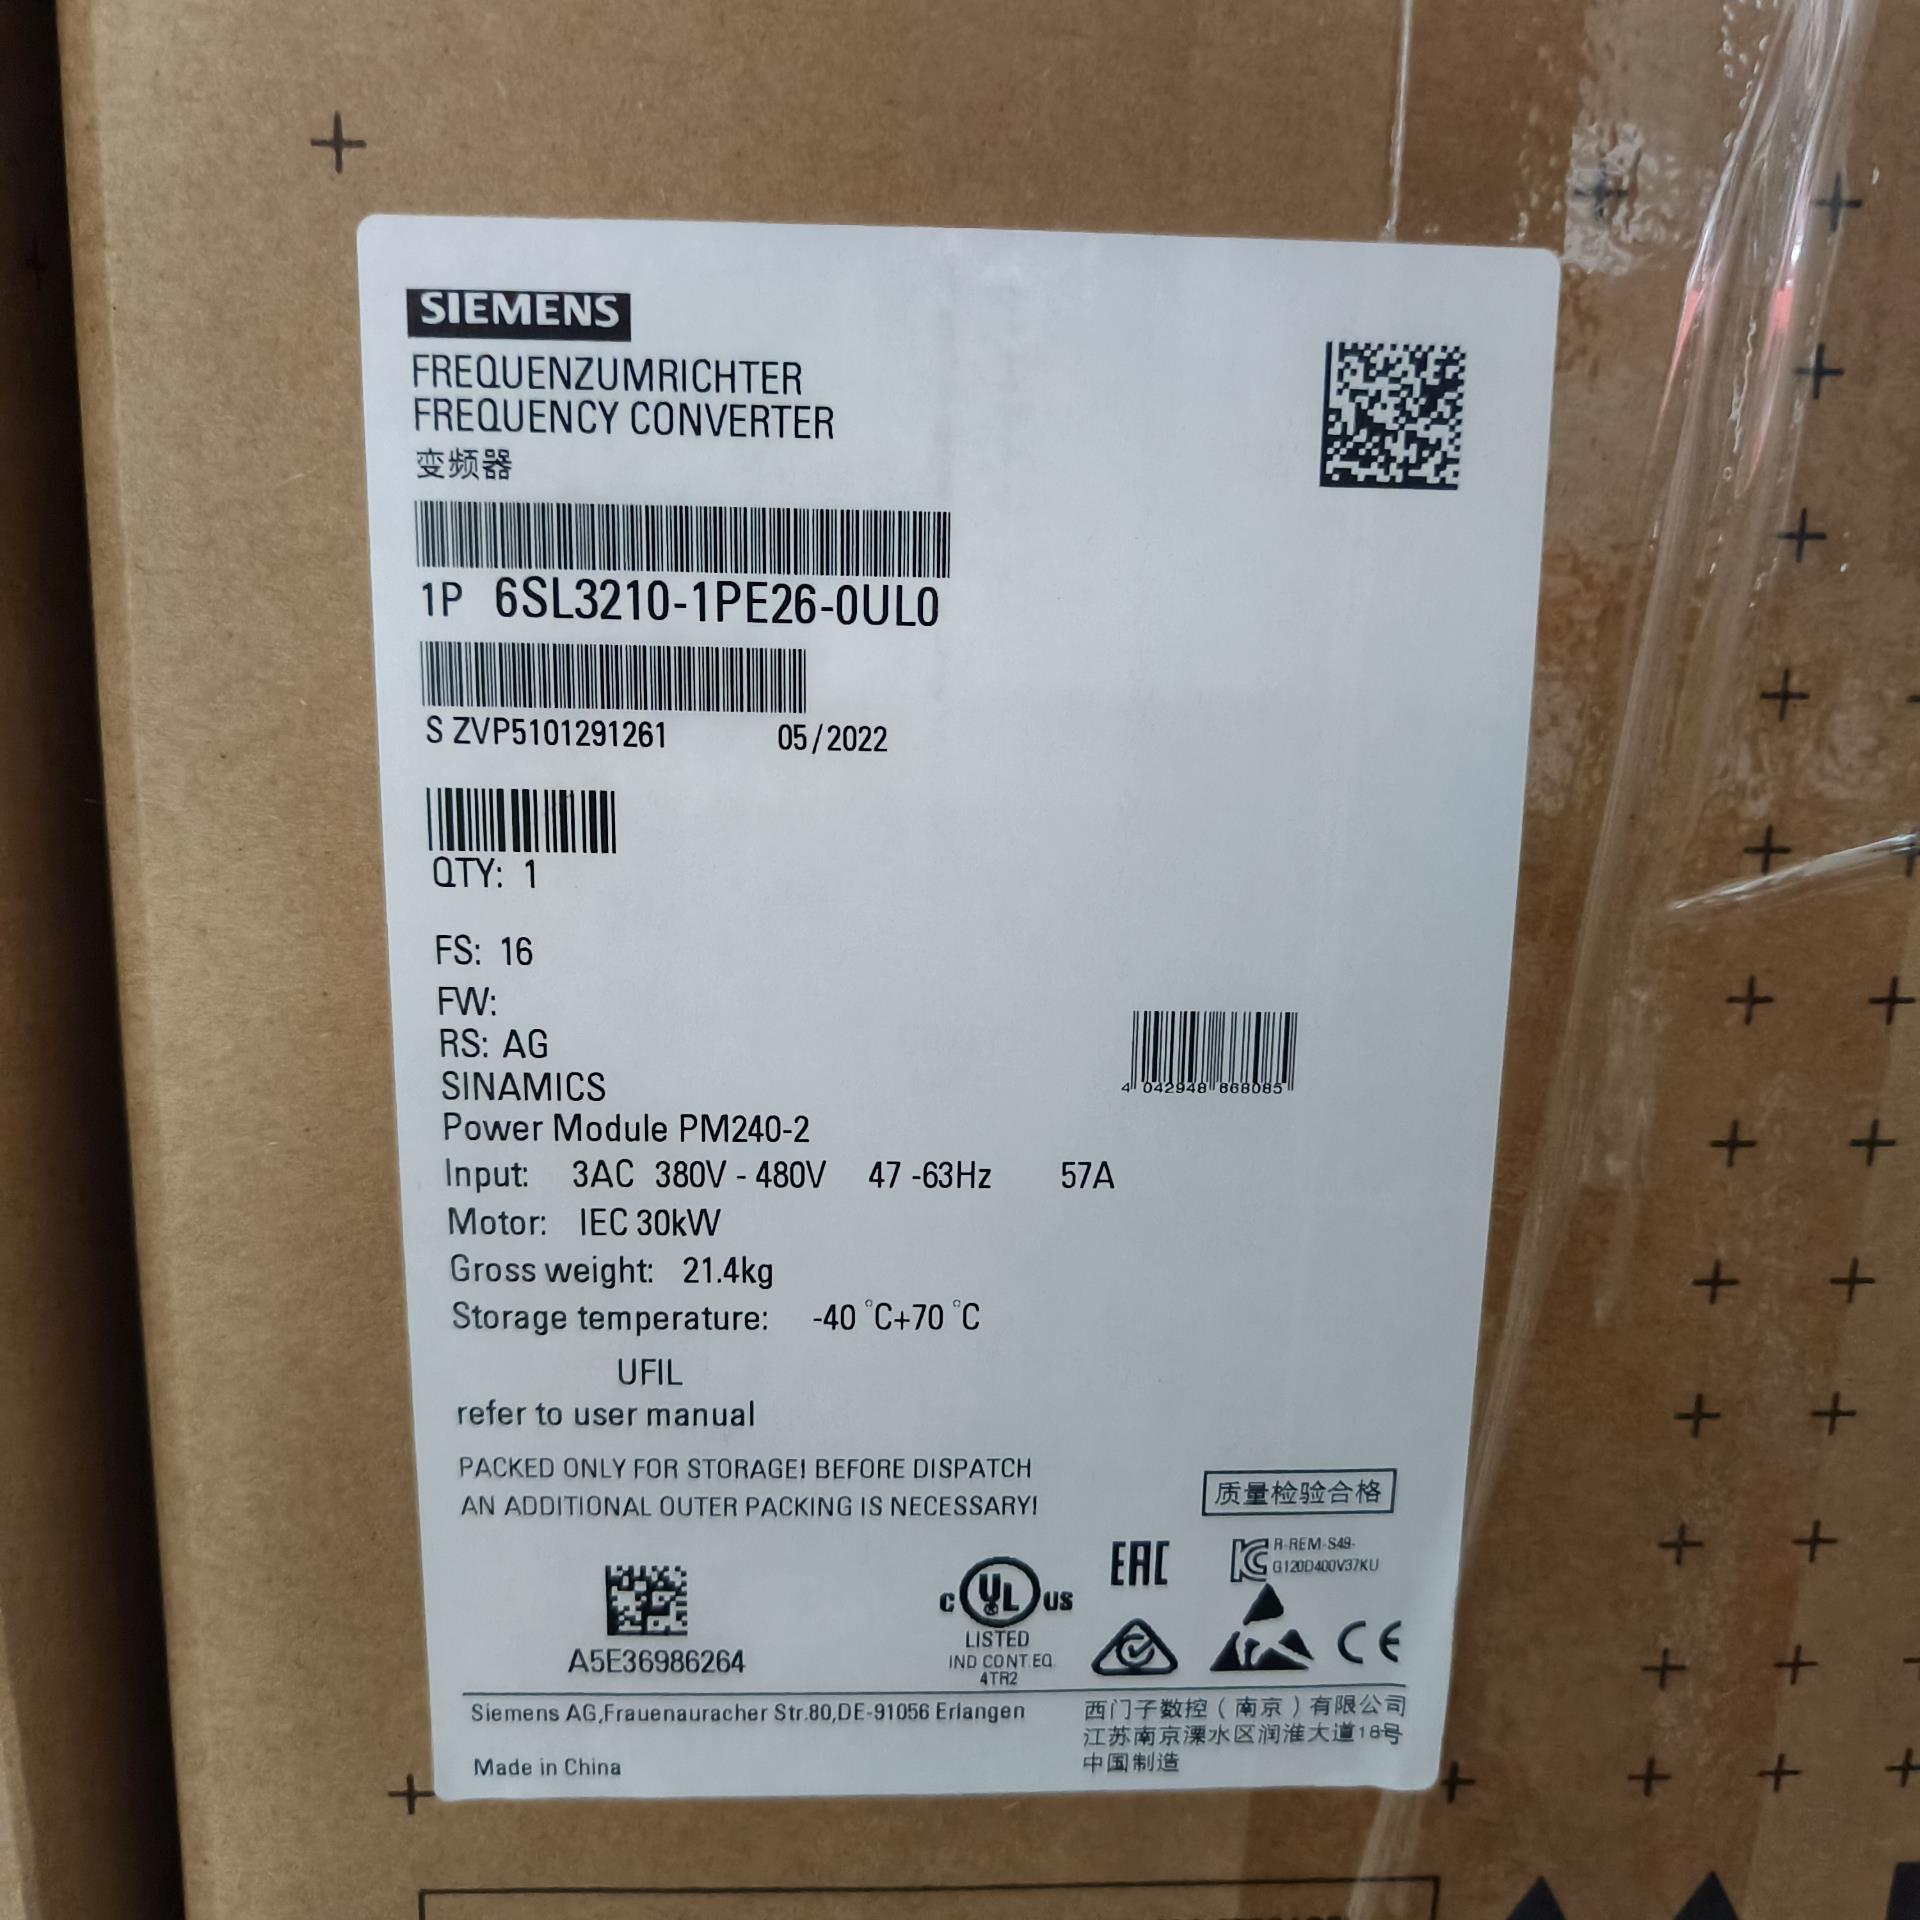 SIEMENS
FREQUENZUMRICHTER
FREQUENCY CONVERTER
变频器
1P 6SL3210-1PE26-0UL0
S ZVP5101291261 05/2022
QTY: 1
FS: 16
FW:
RS: AG
SINAMICS
4 042948 868085
Power Module PM240-2
Input: 3AC 380V - 480V 47 -63Hz 57A
Motor: IEC 30kW
Gross weight: 21.4kg
Storage temperature: -40 °C+70 °C
UFIL
refer to user manual
PACKED ONLY FOR STORAGE! BEFORE DISPATCH
AN ADDITIONAL OUTER PACKING IS NECESSARY!
质量检验合格
EAC
R-REM-S49-
G120D400V37KU
C UL US
LISTED
IND CONT.EQ
4TR2
CE
A5E36986264
Siemens AG,Frauenauracher Str.80,DE-91056 Erlangen
Made in China
西门子数控（南京）有限公司
江苏南京溧水区润淮大道18号
中国制造